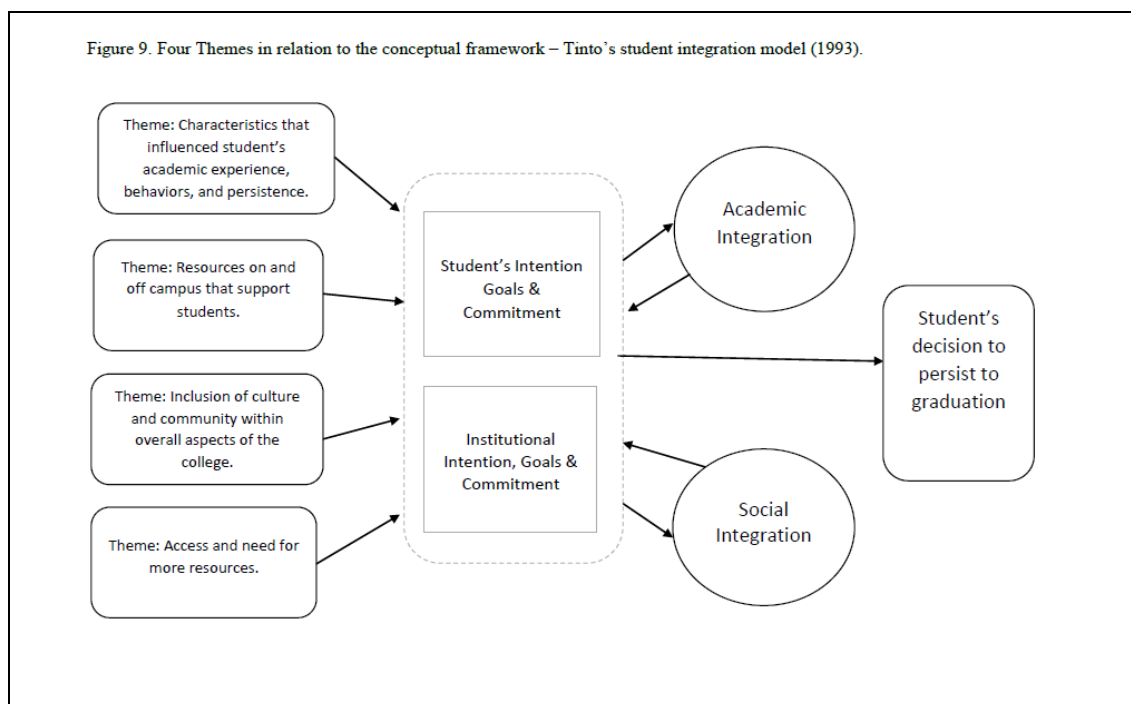 Figure 9. Four Themes in relation to the conceptual framework – Tinto’s student integration model (1993).
Theme: Characteristics that
influenced student’s
academic experience,
behaviors, and persistence.
Theme: Resources on and
off campus that support
students.
Theme: Inclusion of culture
and community within
overall aspects of the
college.
Theme: Access and need for
more resources.
Student’s Intention
Goals &
Commitment
Institutional
Intention, Goals &
Commitment
Academic
Integration
Social
Integration
Student’s
decision to
persist to
graduation